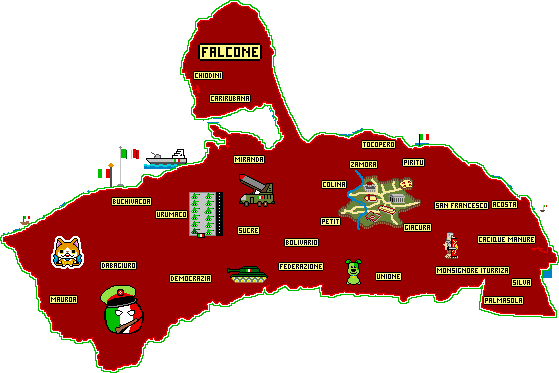 FALCONE
CHIODINI
CARIRUBANA
TOCOPERO
MIRANDA
ZAMORA
PIRITU
COLINA
BUCHIVACOA
URUMACO
SAN FRANCESCO
ACOSTA
PETIT
GIACURA
SUCRE
BOLIVARIO
CACIQUE MANURE
DABAGIURO
FEDERAZIONE
MONSIGNORE ITURRIZA
DEMOCRAZIA
UNIONE
SILVA
MAUROA
PALMASOLA